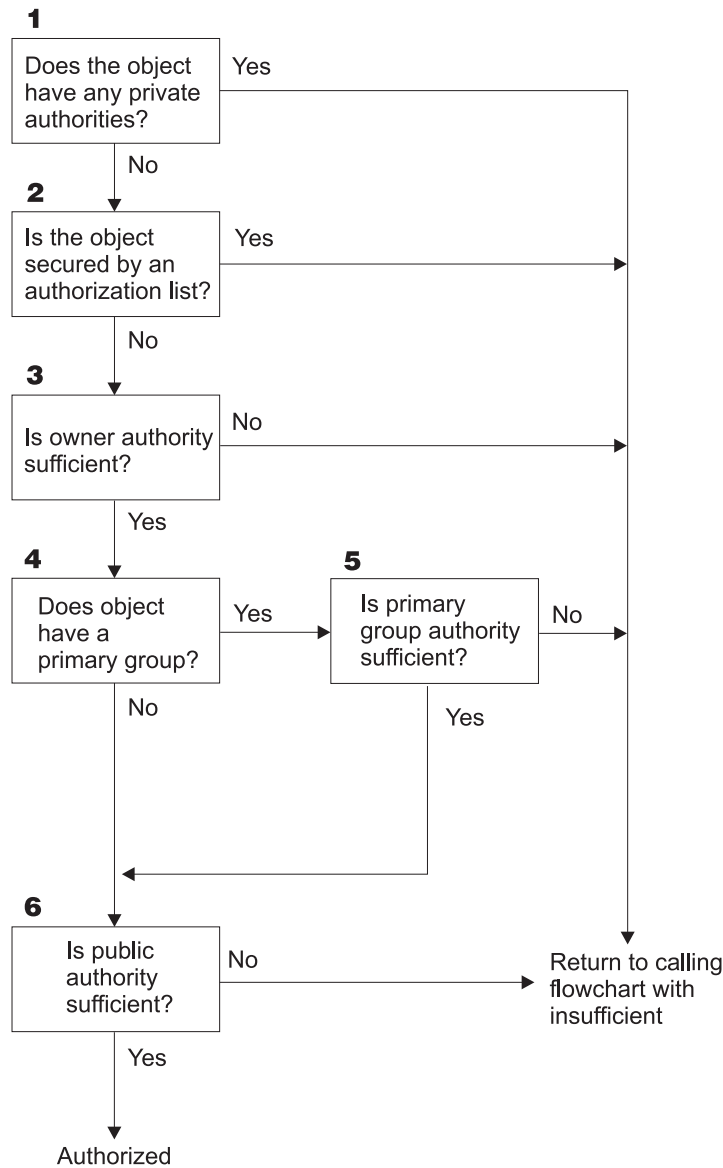 1
Does the object
have any private
authorities?
Yes
No
2
Is the object
secured by an
authorization list?
Yes
No
3
Is owner authority
sufficient?
No
Yes
4
Does object
have a
primary group?
Yes
5
Is primary
group authority
sufficient?
No
No
Yes
6
Is public
authority
sufficient?
No
Return to calling
flowchart with
insufficient
Yes
Authorized